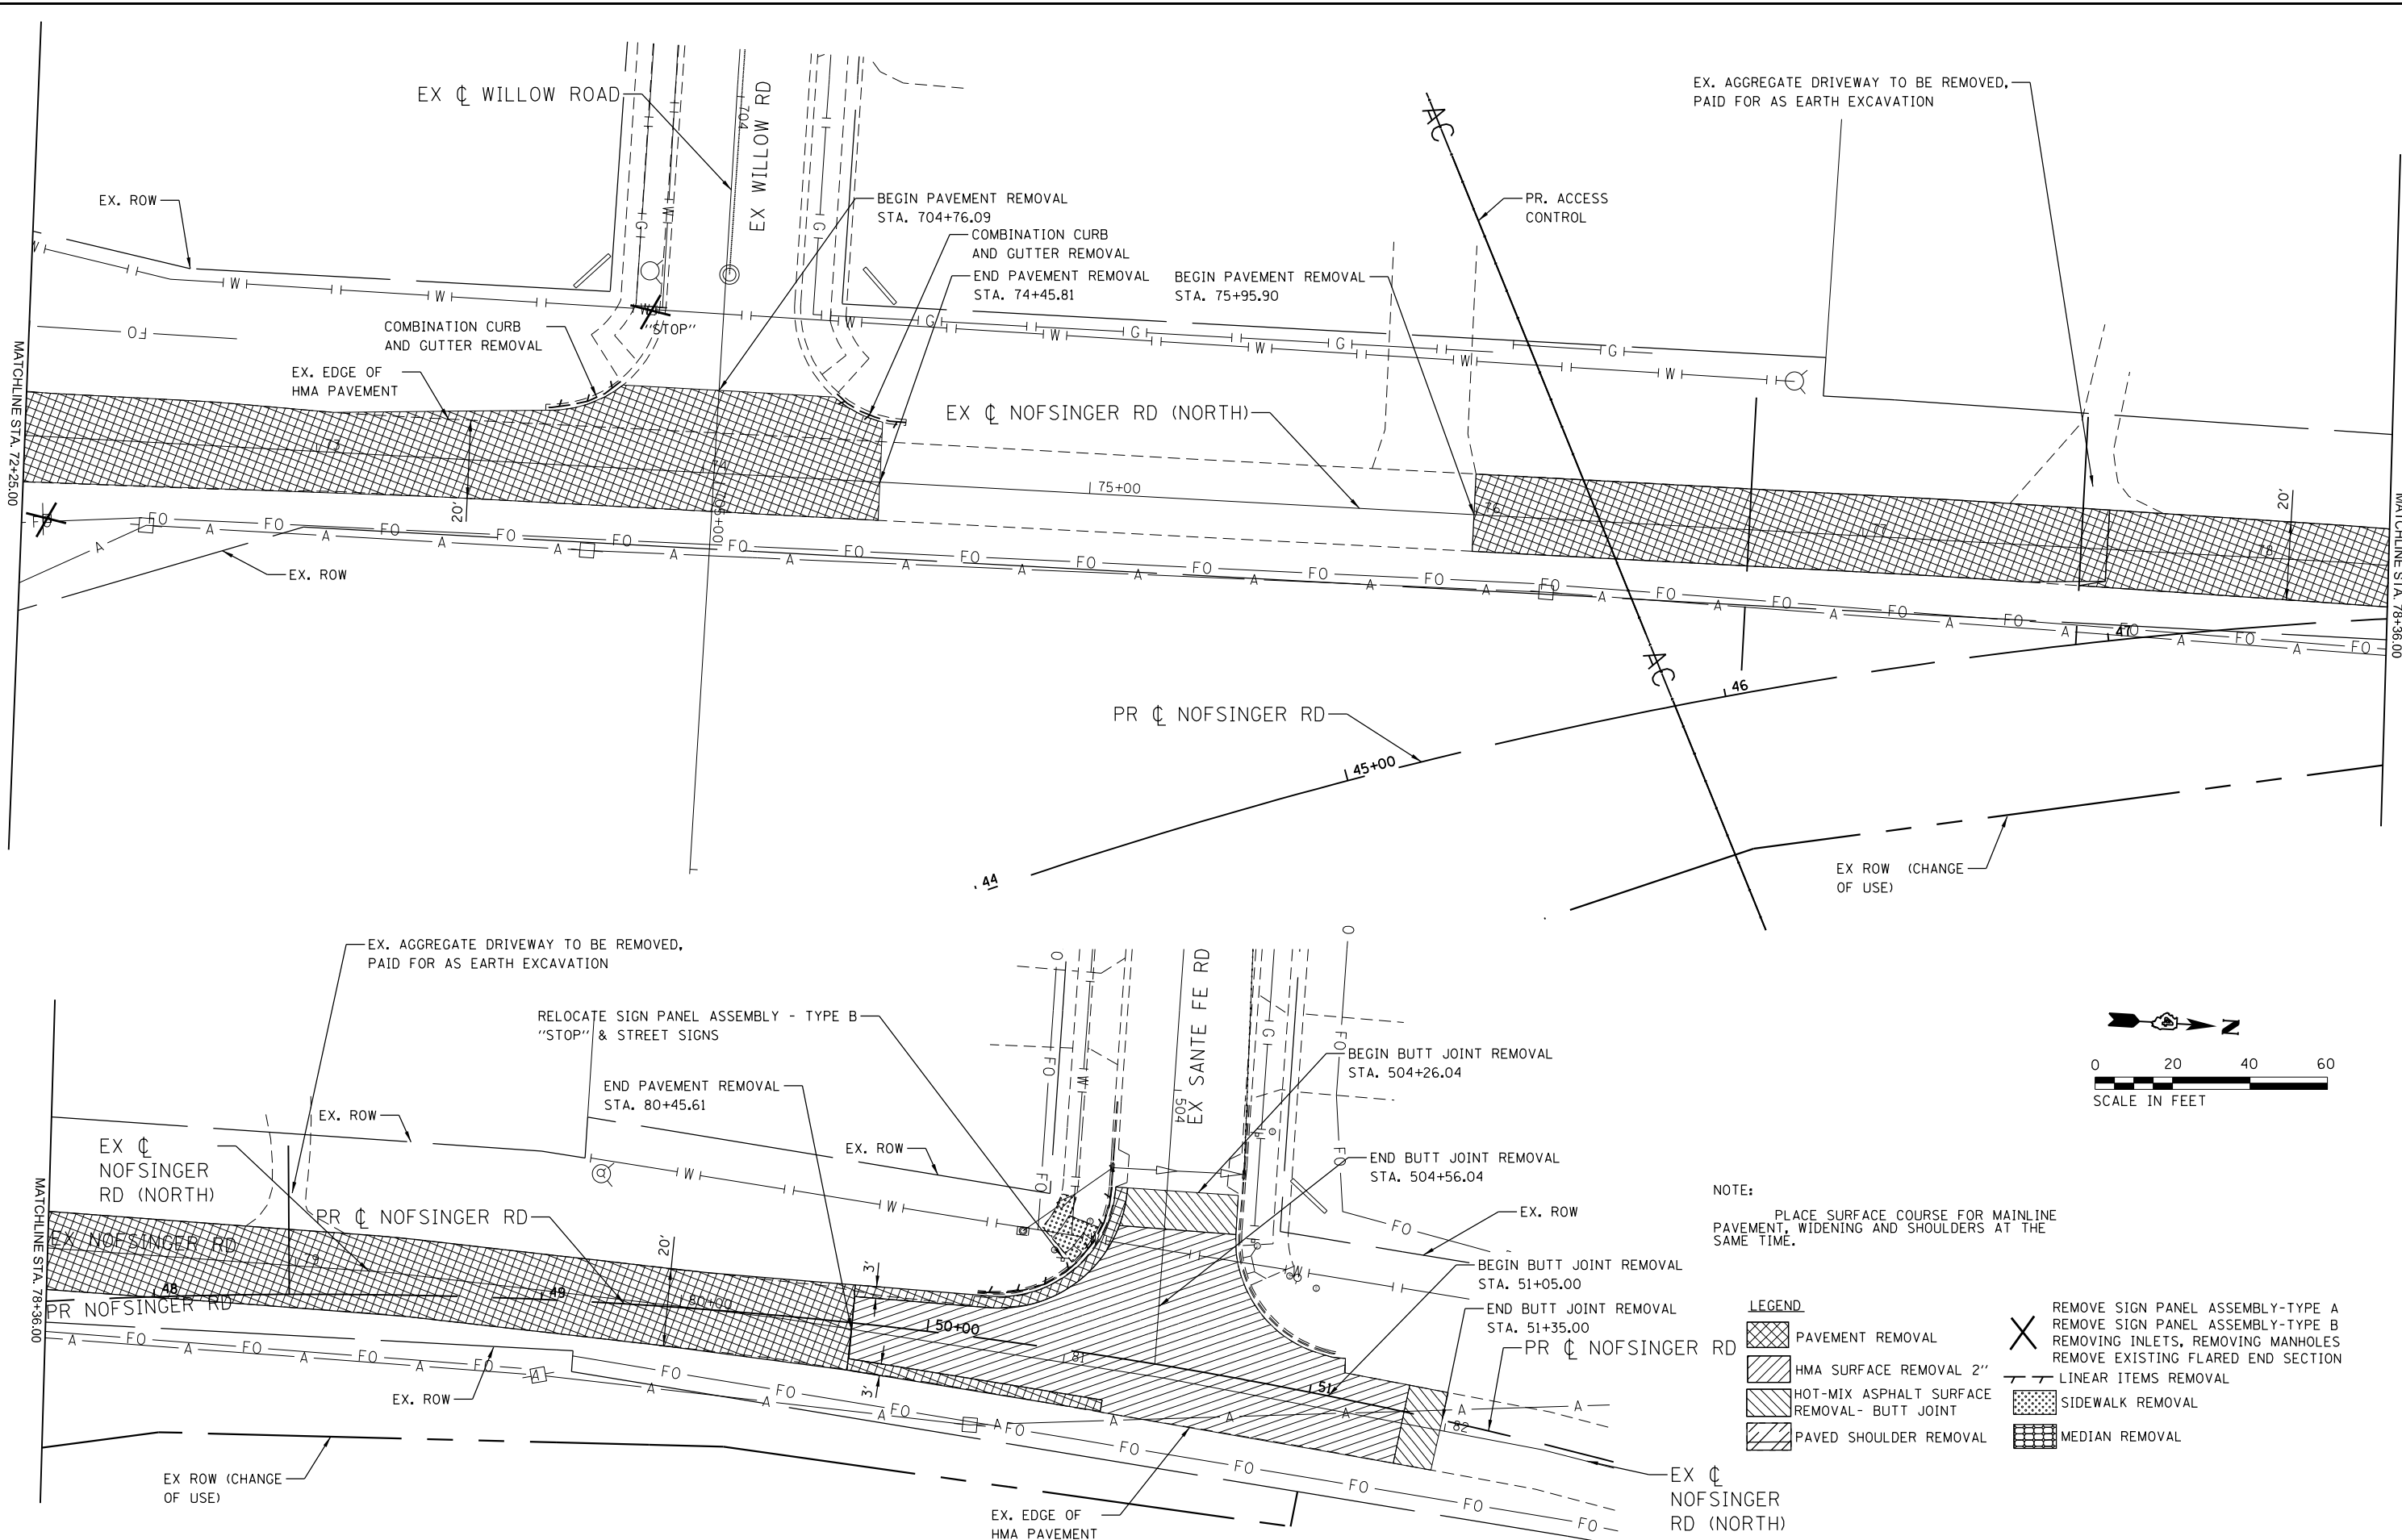 EX ℄ WILLOW ROAD
EX WILLOW RD
704
EX. ROW
BEGIN PAVEMENT REMOVAL
STA. 704+76.09
COMBINATION CURB
AND GUTTER REMOVAL
END PAVEMENT REMOVAL
STA. 74+45.81
BEGIN PAVEMENT REMOVAL
STA. 75+95.90
AC
PR. ACCESS
CONTROL
EX. AGGREGATE DRIVEWAY TO BE REMOVED,
PAID FOR AS EARTH EXCAVATION
"STOP"
COMBINATION CURB
AND GUTTER REMOVAL
EX. EDGE OF
HMA PAVEMENT
EX ℄ NOFSINGER RD (NORTH)
MATCHLINE STA. 72+25.00
MATCHLINE STA. 78+36.00
73
74
705+00
75+00
76
77
78
20'
20'
EX. ROW
AC
PR ℄ NOFSINGER RD
44
45+00
46
47
EX ROW (CHANGE
OF USE)
EX. AGGREGATE DRIVEWAY TO BE REMOVED,
PAID FOR AS EARTH EXCAVATION
RELOCATE SIGN PANEL ASSEMBLY - TYPE B
"STOP" & STREET SIGNS
END PAVEMENT REMOVAL
STA. 80+45.61
EX. ROW
EX. ROW
EX ℄
NOFSINGER
RD (NORTH)
PR ℄ NOFSINGER RD
EX NOFSINGER RD
PR NOFSINGER RD
MATCHLINE STA. 78+36.00
48
49
80+00
50+00
81
51
82
20'
3'
3'
EX SANTE FE RD
504
BEGIN BUTT JOINT REMOVAL
STA. 504+26.04
END BUTT JOINT REMOVAL
STA. 504+56.04
EX. ROW
BEGIN BUTT JOINT REMOVAL
STA. 51+05.00
END BUTT JOINT REMOVAL
STA. 51+35.00
PR ℄ NOFSINGER RD
EX ℄
NOFSINGER
RD (NORTH)
EX. ROW
EX ROW (CHANGE
OF USE)
EX. EDGE OF
HMA PAVEMENT
N
0 20 40 60
SCALE IN FEET
NOTE:
PLACE SURFACE COURSE FOR MAINLINE
PAVEMENT, WIDENING AND SHOULDERS AT THE
SAME TIME.
LEGEND
PAVEMENT REMOVAL
HMA SURFACE REMOVAL 2"
HOT-MIX ASPHALT SURFACE
REMOVAL- BUTT JOINT
PAVED SHOULDER REMOVAL
REMOVE SIGN PANEL ASSEMBLY-TYPE A
REMOVE SIGN PANEL ASSEMBLY-TYPE B
REMOVING INLETS, REMOVING MANHOLES
REMOVE EXISTING FLARED END SECTION
LINEAR ITEMS REMOVAL
SIDEWALK REMOVAL
MEDIAN REMOVAL